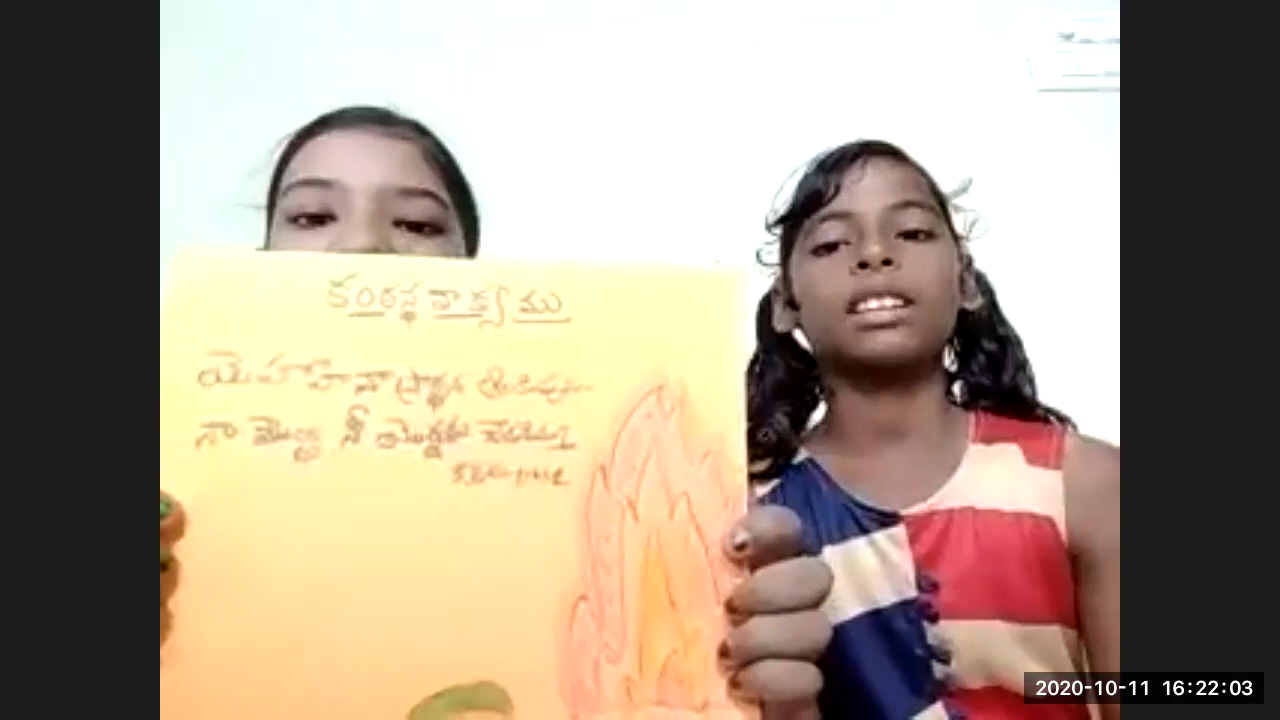 కంఠస్థ వాక్యము
యెహోవా నా ప్రార్థన ఆలకింపుము
నా మొఱ్ఱ నీ యొద్దకు చేరనిమ్ము
2020-10-11 16:22:03